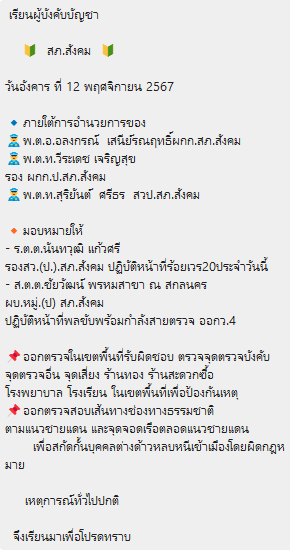 เรียนผู้บังคับบัญชา
🔰 สภ.สังคม 🔰
วันอังคาร ที่ 12 พฤศจิกายน 2567
🔹ภายใต้การอำนวยการของ
👮พ.ต.อ.อลงกรณ์ เสนีย์รณฤทธิ์ผกก.สภ.สังคม
👮พ.ต.ท.วีระเดช เจริญสุข
รอง ผกก.ป.สภ.สังคม
👮พ.ต.ท.สุริยันต์ ศรีธร สวป.สภ.สังคม
🔸มอบหมายให้
- ร.ต.ต.นันทวุฒิ แก้วศรี
รองสว.(ป.).สภ.สังคม ปฏิบัติหน้าที่ร้อยเวร20ประจำวันนี้
- ส.ต.ต.ชัยวัฒน์ พรหมสาขา ณ สกลนคร
ผบ.หมู่.(ป) สภ.สังคม
ปฏิบัติหน้าที่พลขับพร้อมกำลังสายตรวจ ออกว.4
📌ออกตรวจในเขตพื้นที่รับผิดชอบ ตรวจจุดตรวจบังคับ
จุดตรวจอื่น จุดเสี่ยง ร้านทอง ร้านสะดวกซื้อ
โรงพยาบาล โรงเรียน ในเขตพื้นที่เพื่อป้องกันเหตุ
📌ออกตรวจสอบเส้นทางช่องทางธรรมชาติ
ตามแนวชายแดน และจุดจอดเรือตลอดแนวชายแดน
เพื่อสกัดกั้นบุคคลต่างด้าวหลบหนีเข้าเมืองโดยผิดกฎ
หมาย
เหตุการณ์ทั่วไปปกติ
จึงเรียนมาเพื่อโปรดทราบ